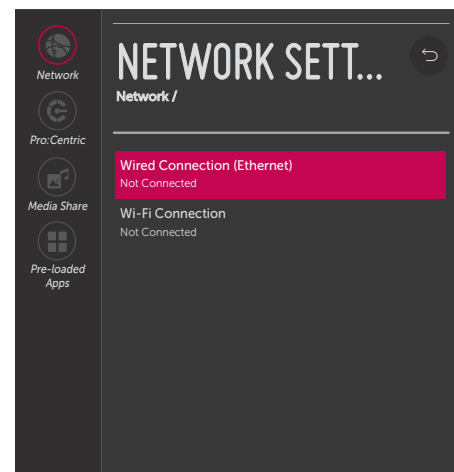 Network
Pro:Centric
Media Share
Pre-loaded
Apps
NETWORK SETT...
Network /
Wired Connection (Ethernet)
Not Connected
Wi-Fi Connection
Not Connected